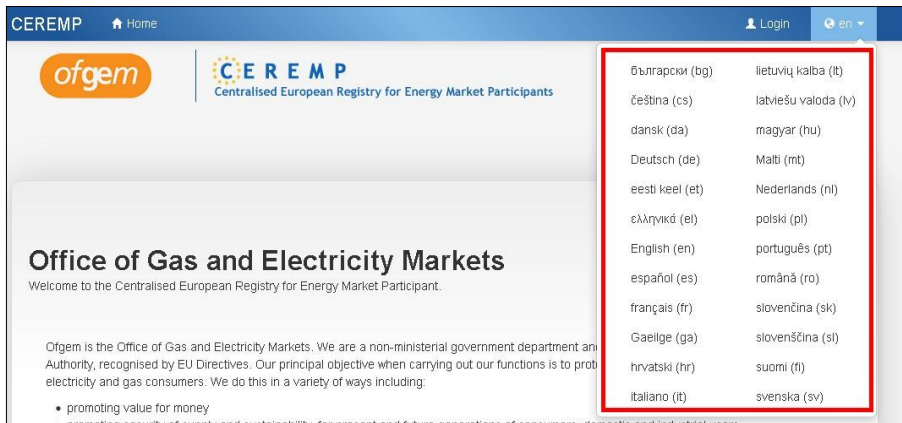 CEREMP Home Login en
ofgem
CEREMP
Centralised European Registry for Energy Market Participants
български (bg)
čeština (cs)
dansk (da)
Deutsch (de)
eesti keel (et)
ελληνικά (el)
English (en)
español (es)
français (fr)
Gaeilge (ga)
hrvatski (hr)
italiano (it)
lietuvių kalba (lt)
latviešu valoda (lv)
magyar (hu)
Malti (mt)
Nederlands (nl)
polski (pl)
português (pt)
română (ro)
slovenčina (sk)
slovenščina (sl)
suomi (fi)
svenska (sv)
Office of Gas and Electricity Markets
Welcome to the Centralised European Registry for Energy Market Participant.
Ofgem is the Office of Gas and Electricity Markets. We are a non-ministerial government department an
Authority, recognised by EU Directives. Our principal objective when carrying out our functions is to prot
electricity and gas consumers. We do this in a variety of ways including:
• promoting value for money